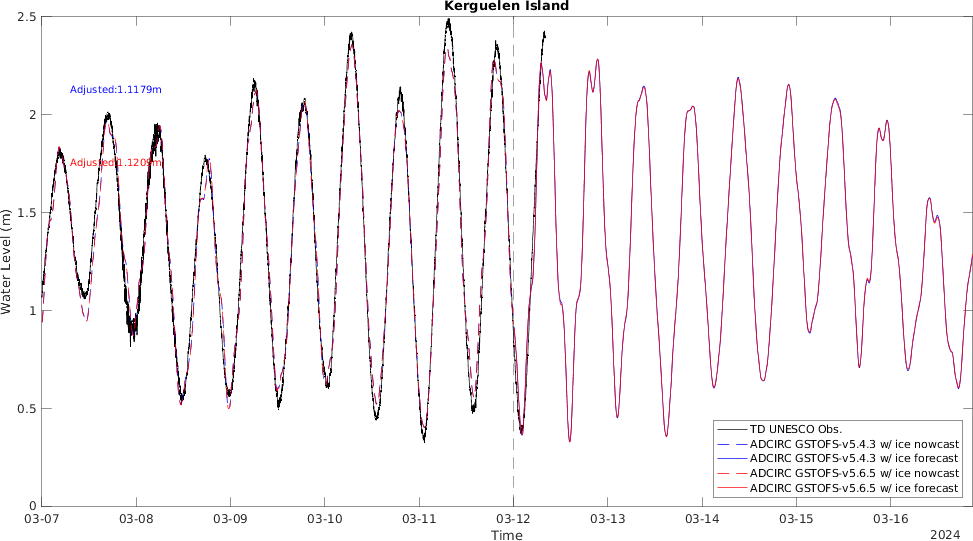 Kerguelen Island
2.5
2
1.5
1
0.5
0
Water Level (m)
Adjusted:1.1179m
Adjusted:1.1209m
TD UNESCO Obs.
ADCIRC GSTOFS-v5.4.3 w/ ice nowcast
ADCIRC GSTOFS-v5.4.3 w/ ice forecast
ADCIRC GSTOFS-v5.6.5 w/ ice nowcast
ADCIRC GSTOFS-v5.6.5 w/ ice forecast
03-07 03-08 03-09 03-10 03-11 03-12 03-13 03-14 03-15 03-16
Time
2024